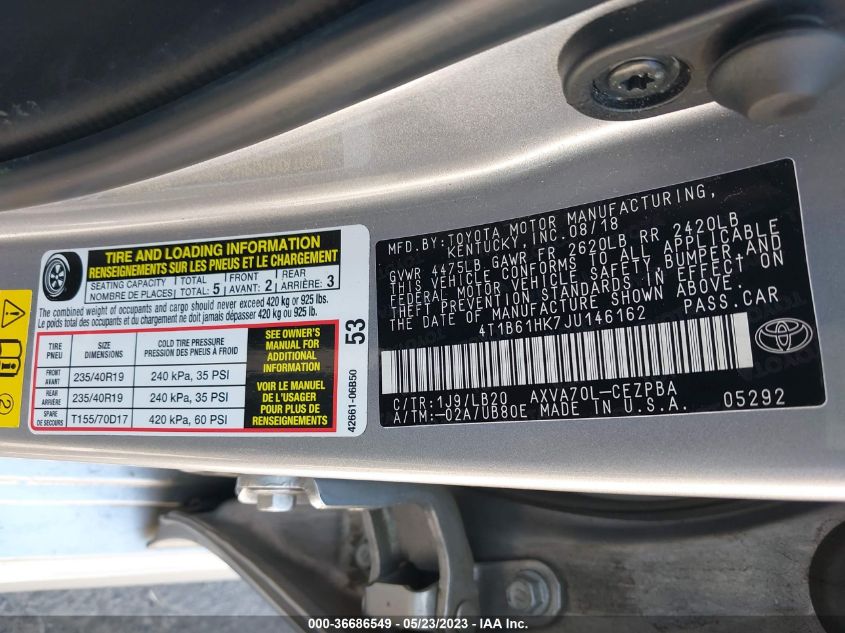 TIRE AND LOADING INFORMATION
RENSEIGNEMENTS SUR LES PNEUS ET LE CHARGEMENT
SEATING CAPACITY TOTAL 5 FRONT 2 REAR 3
NOMBRE DE PLACES: TOTAL: AVANT: ARRIÈRE:
The combined weight of occupants and cargo should never exceed 420 kg or 925 lbs.
Le poids total des occupants et du chargement ne doit jamais dépasser 420 kg ou 925 lb.
TIRE SIZE COLD TIRE PRESSURE
PNEU DIMENSIONS PRESSION DES PNEUS À FROID
FRONT
AVANT 235/40R19 240 kPa, 35 PSI
REAR
ARRIÈRE 235/40R19 240 kPa, 35 PSI
SPARE
DE SECOURS T155/70D17 420 kPa, 60 PSI
SEE OWNER'S
MANUAL FOR
ADDITIONAL
INFORMATION
VOIR LE MANUEL
DE L'USAGER
POUR PLUS DE
RENSEIGNEMENTS
53
42661-06B50
2
MFD.BY:TOYOTA MOTOR MANUFACTURING,
KENTUCKY,INC.08/18
GVWR 4475LB GAWR FR 2620LB RR 2420LB
THIS VEHICLE CONFORMS TO ALL APPLICABLE
FEDERAL MOTOR VEHICLE SAFETY,BUMPER,AND
THEFT PREVENTION STANDARDS IN EFFECT ON
THE DATE OF MANUFACTURE SHOWN ABOVE.
4T1B61HK7JU146162 PASS.CAR
C/TR:1J9/LB20 AXVA70L-CEZPBA
A/TM:-02A/UB80E MADE IN U.S.A. 05292
000-36686549 — 05/23/2023 — IAA Inc.